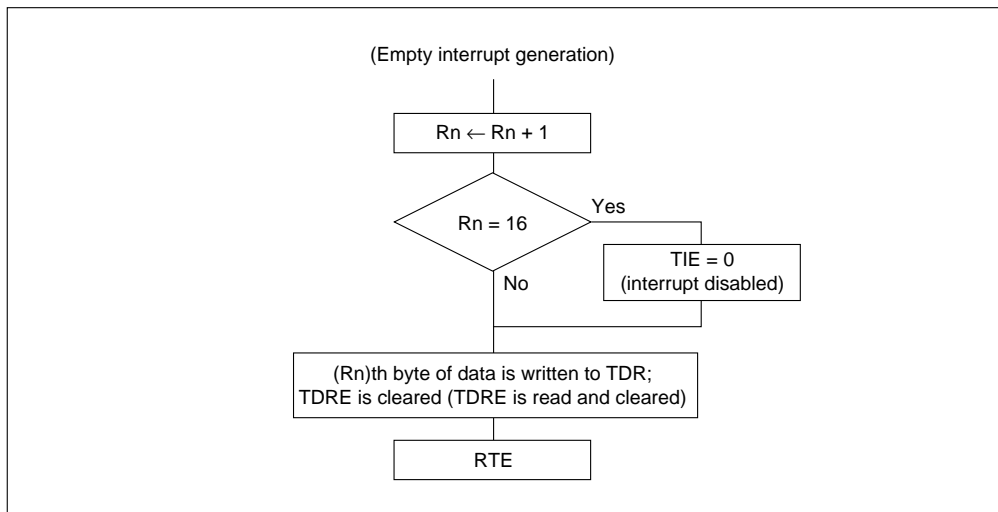 (Empty interrupt generation)
Rn ← Rn + 1
Rn = 16
Yes
TIE = 0
(interrupt disabled)
No
(Rn)th byte of data is written to TDR;
TDRE is cleared (TDRE is read and cleared)
RTE